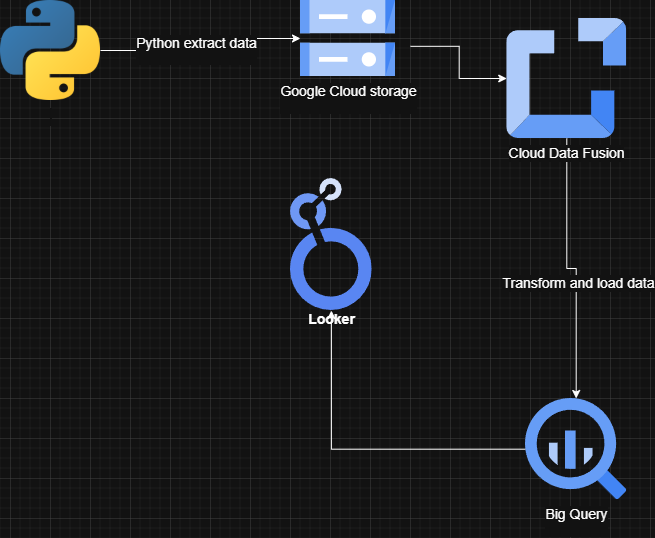 Python extract data
Google Cloud storage
Cloud Data Fusion
Transform and load data
Looker
Big Query